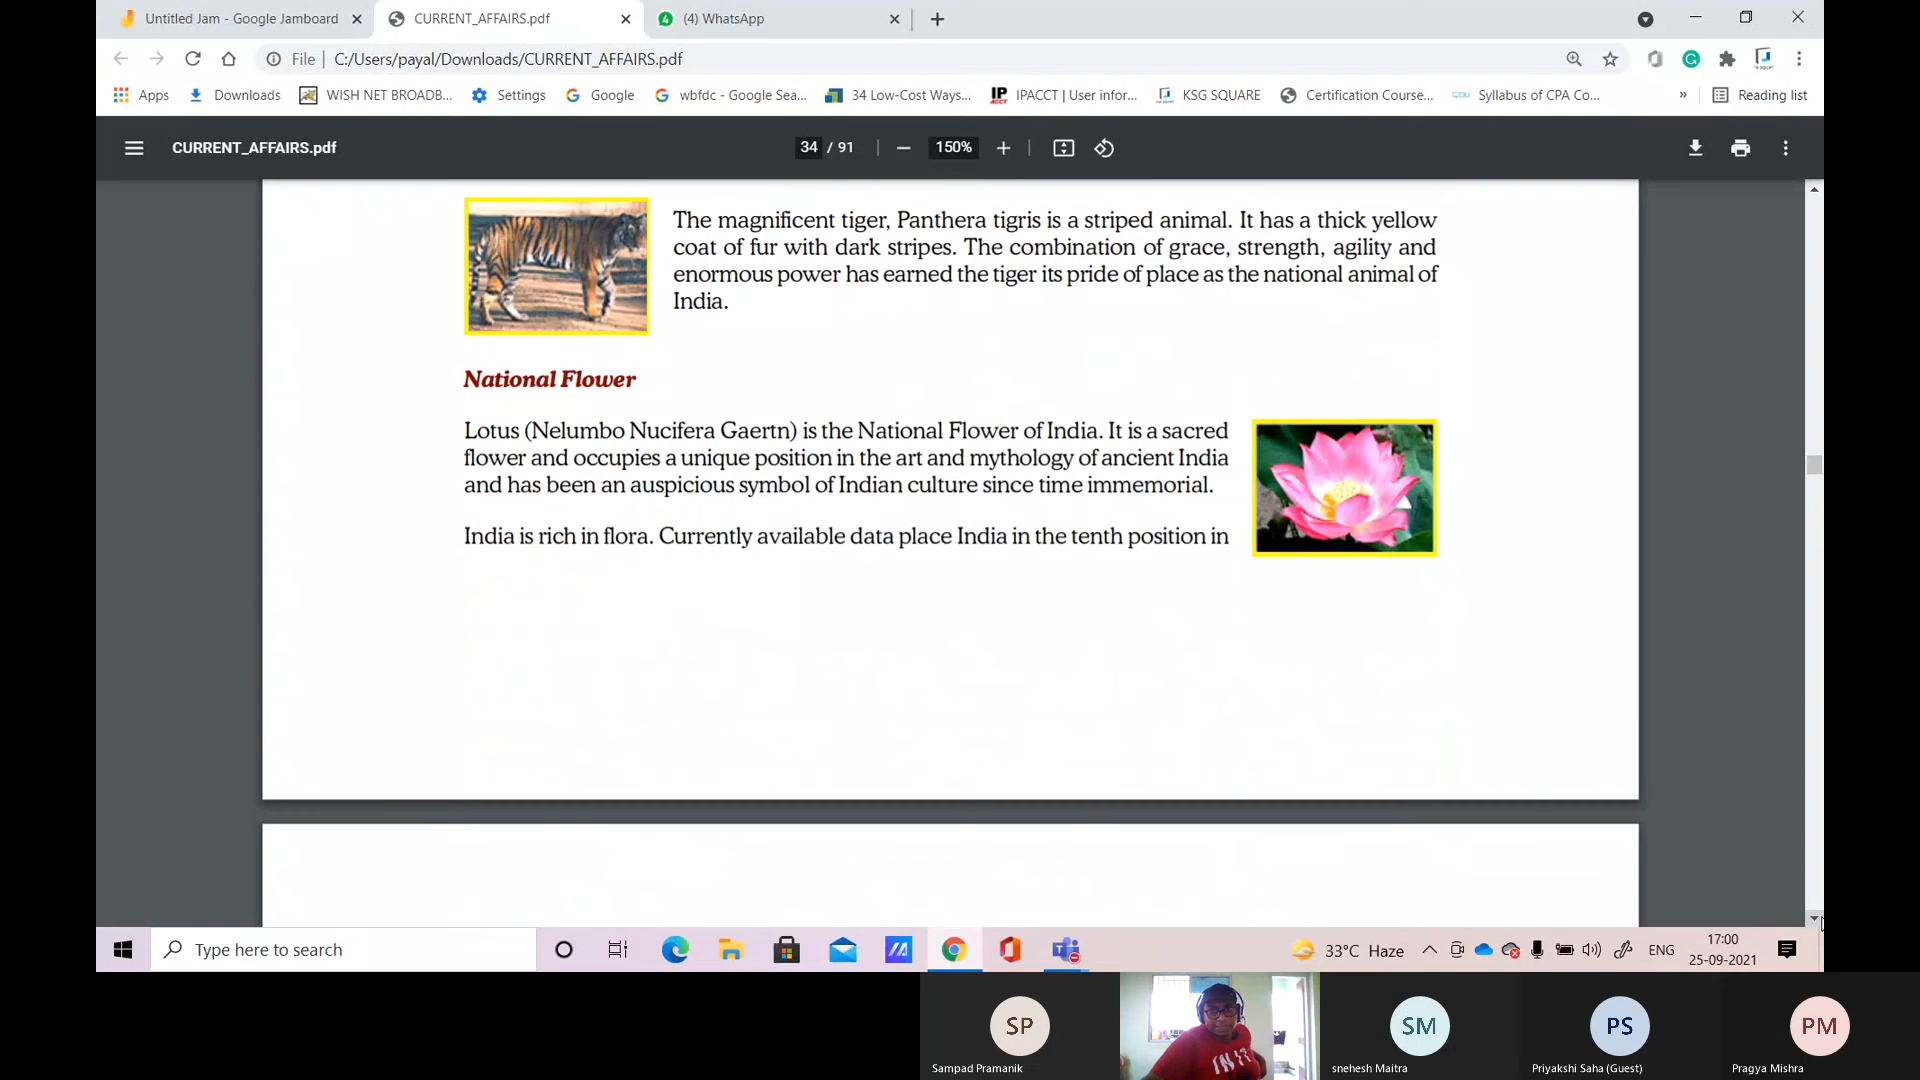 Untitled Jam - Google Jamboard
CURRENT_AFFAIRS.pdf
(4) WhatsApp
File
C:/Users/payal/Downloads/CURRENT_AFFAIRS.pdf
Apps
Downloads
WISH NET BROADB...
Settings
Google
wbfdc - Google Sea...
34 Low-Cost Ways...
IPACCT | User infor...
KSG SQUARE
Certification Course...
Syllabus of CPA Co...
»
Reading list
CURRENT_AFFAIRS.pdf
34 / 91
150%
The magnificent tiger, Panthera tigris is a striped animal. It has a thick yellow
coat of fur with dark stripes. The combination of grace, strength, agility and
enormous power has earned the tiger its pride of place as the national animal of
India.
National Flower
Lotus (Nelumbo Nucifera Gaertn) is the National Flower of India. It is a sacred
flower and occupies a unique position in the art and mythology of ancient India
and has been an auspicious symbol of Indian culture since time immemorial.
India is rich in flora. Currently available data place India in the tenth position in
Type here to search
33°C Haze
ENG
17:00
25-09-2021
SP
Sampad Pramanik
SM
snehesh Maitra
PS
Priyakshi Saha (Guest)
PM
Pragya Mishra